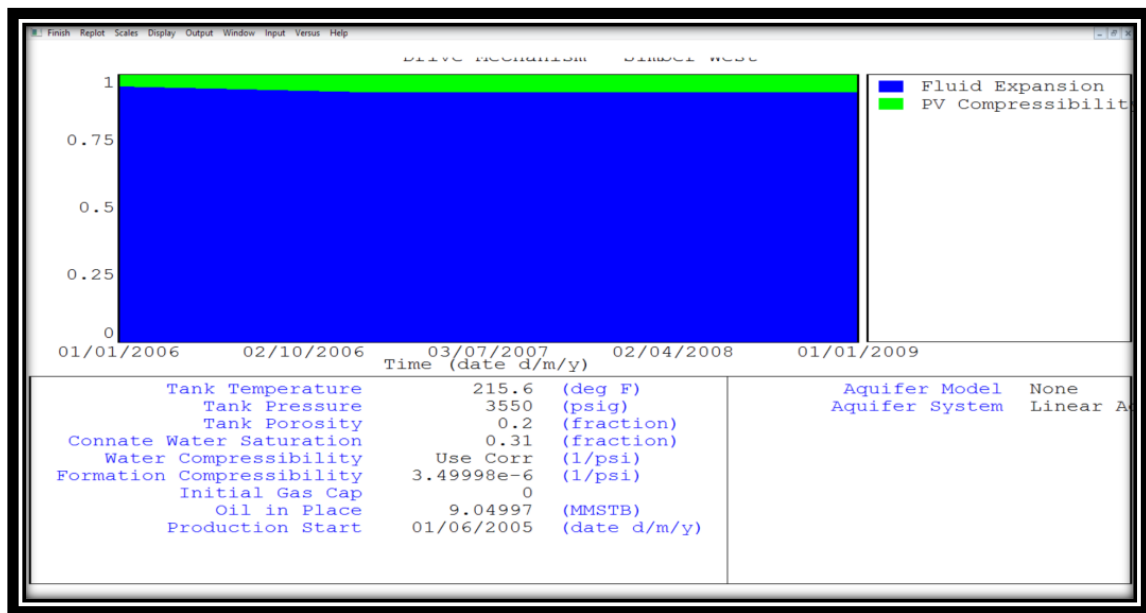 Finish Replot Scales Display Output Window Input Versus Help
Drive Mechanism - Simber West
Fluid Expansion
PV Compressibilit
1
0.75
0.5
0.25
0
01/01/2006 02/10/2006 03/07/2007 02/04/2008 01/01/2009
Time (date d/m/y)
Tank Temperature 215.6 (deg F)
Tank Pressure 3550 (psig)
Tank Porosity 0.2 (fraction)
Connate Water Saturation 0.31 (fraction)
Water Compressibility Use Corr (1/psi)
Formation Compressibility 3.49998e-6 (1/psi)
Initial Gas Cap 0
Oil in Place 9.04997 (MMSTB)
Production Start 01/06/2005 (date d/m/y)
Aquifer Model None
Aquifer System Linear A